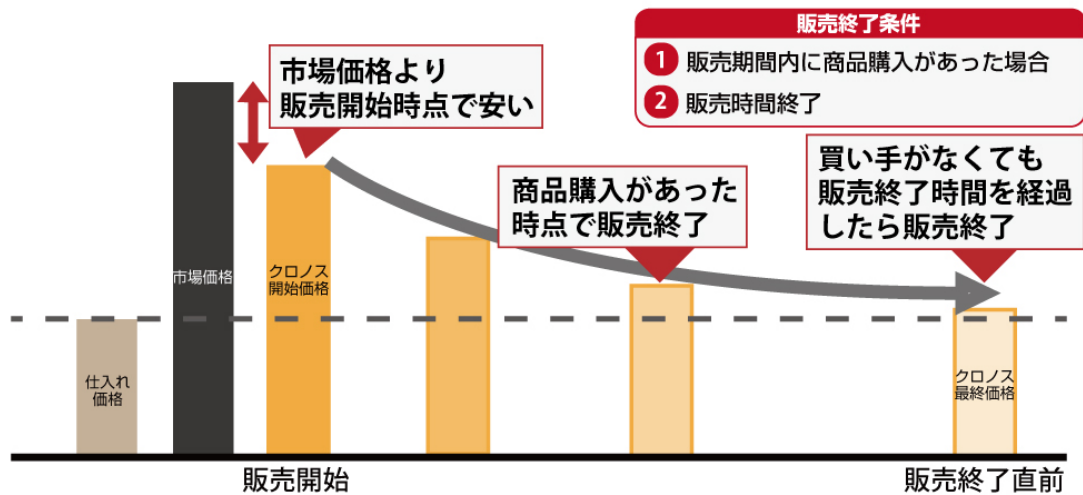 販売終了条件
1 販売期間内に商品購入があった場合
2 販売時間終了
市場価格より
販売開始時点で安い
商品購入があった
時点で販売終了
買い手がなくても
販売終了時間を経過
したら販売終了
仕入れ
価格
市場価格
クロノス
開始価格
クロノス
最終価格
販売開始
販売終了直前